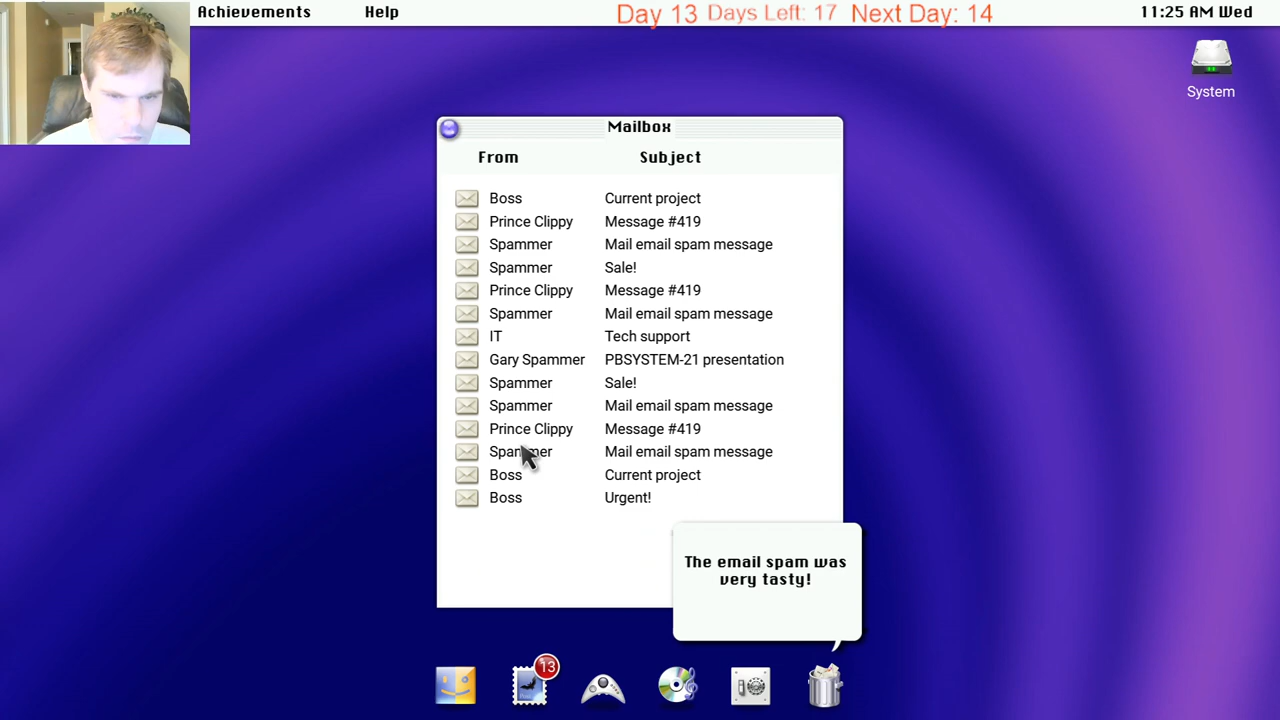 Achievements Help Day 13 Days Left: 17 Next Day: 14 11:25 AM Wed
System
Mailbox
From Subject
Boss Current project
Prince Clippy Message #419
Spammer Mail email spam message
Spammer Sale!
Prince Clippy Message #419
Spammer Mail email spam message
IT Tech support
Gary Spammer PBSYSTEM-21 presentation
Spammer Sale!
Spammer Mail email spam message
Prince Clippy Message #419
Spammer Mail email spam message
Boss Current project
Boss Urgent!
The email spam was
very tasty!
13